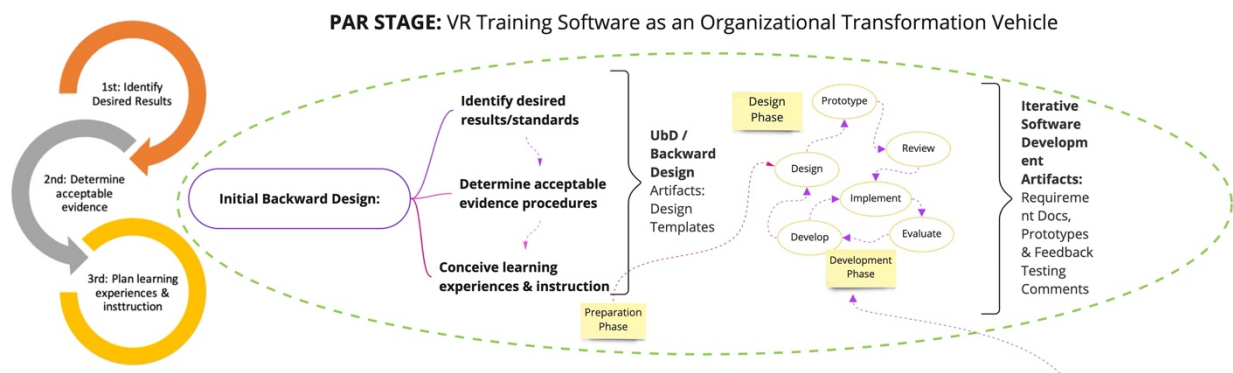 PAR STAGE: VR Training Software as an Organizational Transformation Vehicle
1st: Identify
Desired Results
2nd: Determine
acceptable
evidence
3rd: Plan learning
experiences &
insttruction
Initial Backward Design:
Identify desired
results/standards
Determine acceptable
evidence procedures
Conceive learning
experiences & instruction
Preparation
Phase
UbD /
Backward
Design
Artifacts:
Design
Templates
Design
Phase
Prototype
Review
Design
Implement
Develop
Evaluate
Development
Phase
Iterative
Software
Developm
ent
Artifacts:
Requireme
nt Docs,
Prototypes
& Feedback
Testing
Comments